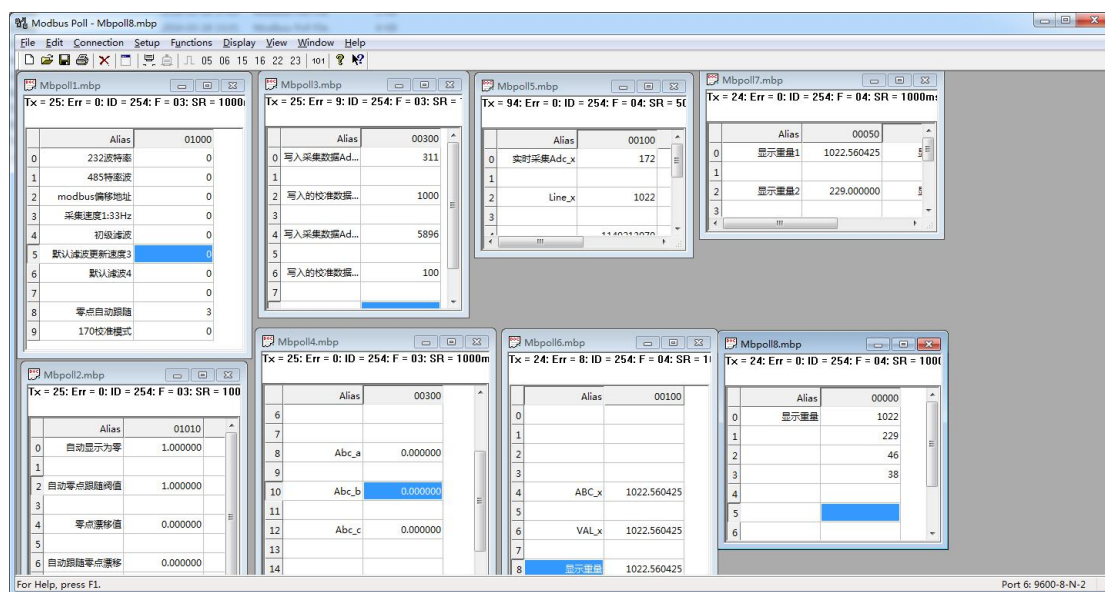 Modbus Poll - Mbpoll8.mbp
File Edit Connection Setup Functions Display View Window Help
05 06 15 16 22 23 101
Mbpoll1.mbp
Tx = 25: Err = 0: ID = 254: F = 03: SR = 1000
Alias 01000
0 232波特率 0
1 485特率波 0
2 modbus偏移地址 0
3 采集速度1:33Hz 0
4 初级滤波 0
5 默认滤波更新速度3 0
6 默认滤波4 0
7 0
8 零点自动跟随 3
9 170校准模式 0
Mbpoll3.mbp
Tx = 25: Err = 9: ID = 254: F = 03: SR =
Alias 00300
0 写入采集数据Ad... 311
1
2 写入的校准数据... 1000
3
4 写入采集数据Ad... 5896
5
6 写入的校准数据... 100
7
Mbpoll5.mbp
Tx = 94: Err = 0: ID = 254: F = 04: SR = 50
Alias 00100
0 实时采集Adc_x 172
1
2 Line_x 1022
3
Mbpoll7.mbp
Tx = 24: Err = 0: ID = 254: F = 04: SR = 1000ms
Alias 00050
0 显示重量1 1022.560425
1
2 显示重量2 229.000000
3
Mbpoll2.mbp
Tx = 25: Err = 0: ID = 254: F = 03: SR = 100
Alias 01010
0 自动显示为零 1.000000
1
2 自动零点跟随阀值 1.000000
3
4 零点漂移值 0.000000
5
6 自动跟随零点漂移 0.000000
Mbpoll4.mbp
Tx = 25: Err = 0: ID = 254: F = 03: SR = 1000m
Alias 00300
6
7
8 Abc_a 0.000000
9
10 Abc_b 0.000000
11
12 Abc_c 0.000000
13
14
Mbpoll6.mbp
Tx = 24: Err = 8: ID = 254: F = 04: SR = 1
Alias 00100
0
1
2
3
4 ABC_x 1022.560425
5
6 VAL_x 1022.560425
7
8 显示重量 1022.560425
Mbpoll8.mbp
Tx = 24: Err = 0: ID = 254: F = 04: SR = 100
Alias 00000
0 显示重量 1022
1 229
2 46
3 38
4
5
6
For Help, press F1.
Port 6: 9600-8-N-2